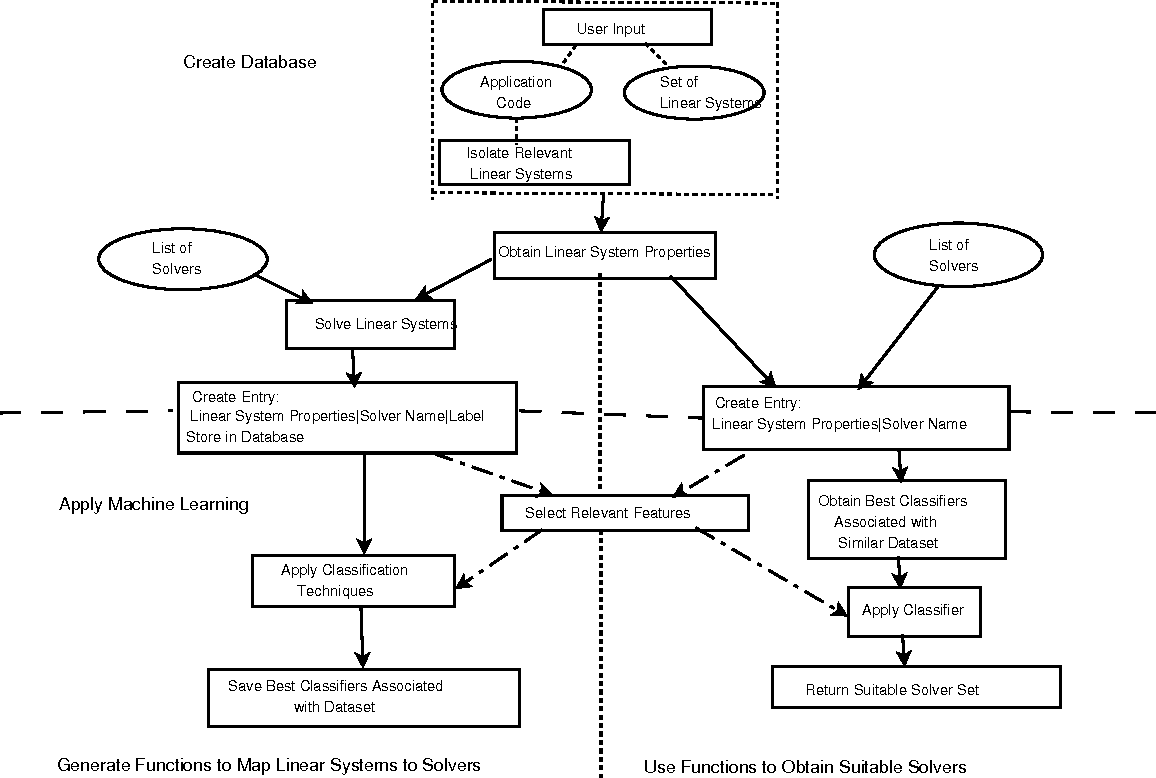 User Input
Create Database
Application
Code
Set of
Linear Systems
Isolate Relevant
Linear Systems
List of
Solvers
Obtain Linear System Properties
List of
Solvers
Solve Linear Systems
Create Entry:
Linear System Properties|Solver Name|Label
Store in Database
Create Entry:
Linear System Properties|Solver Name
Apply Machine Learning
Select Relevant Features
Obtain Best Classifiers
Associated with
Similar Dataset
Apply Classification
Techniques
Apply Classifier
Save Best Classifiers Associated
with Dataset
Return Suitable Solver Set
Generate Functions to Map Linear Systems to Solvers
Use Functions to Obtain Suitable Solvers